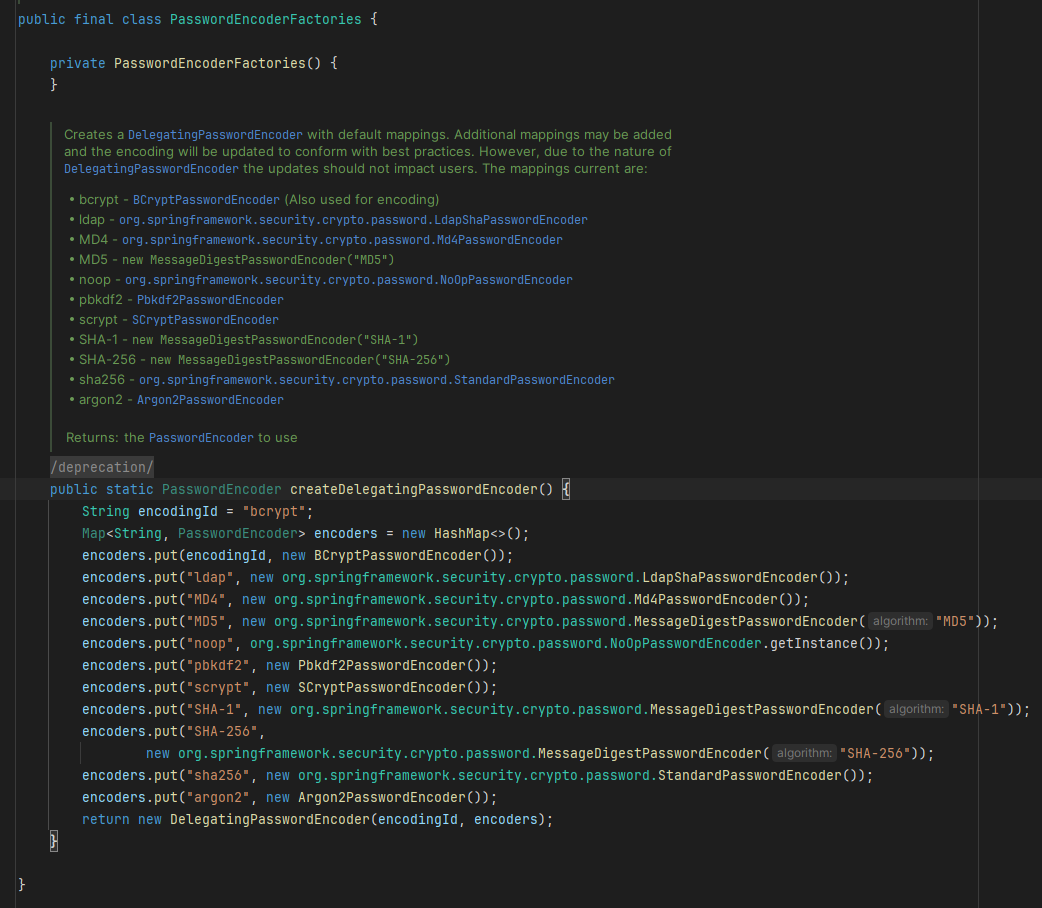 public final class PasswordEncoderFactories {
private PasswordEncoderFactories() {
}
Creates a DelegatingPasswordEncoder with default mappings. Additional mappings may be added
and the encoding will be updated to conform with best practices. However, due to the nature of
DelegatingPasswordEncoder the updates should not impact users. The mappings current are:
• bcrypt - BCryptPasswordEncoder (Also used for encoding)
• ldap - org.springframework.security.crypto.password.LdapShaPasswordEncoder
• MD4 - org.springframework.security.crypto.password.Md4PasswordEncoder
• MD5 - new MessageDigestPasswordEncoder("MD5")
• noop - org.springframework.security.crypto.password.NoOpPasswordEncoder
• pbkdf2 - Pbkdf2PasswordEncoder
• scrypt - SCryptPasswordEncoder
• SHA-1 - new MessageDigestPasswordEncoder("SHA-1")
• SHA-256 - new MessageDigestPasswordEncoder("SHA-256")
• sha256 - org.springframework.security.crypto.password.StandardPasswordEncoder
• argon2 - Argon2PasswordEncoder
Returns: the PasswordEncoder to use
/deprecation/
public static PasswordEncoder createDelegatingPasswordEncoder() {
String encodingId = "bcrypt";
Map<String, PasswordEncoder> encoders = new HashMap<>();
encoders.put(encodingId, new BCryptPasswordEncoder());
encoders.put("ldap", new org.springframework.security.crypto.password.LdapShaPasswordEncoder());
encoders.put("MD4", new org.springframework.security.crypto.password.Md4PasswordEncoder());
encoders.put("MD5", new org.springframework.security.crypto.password.MessageDigestPasswordEncoder( algorithm: "MD5"));
encoders.put("noop", org.springframework.security.crypto.password.NoOpPasswordEncoder.getInstance());
encoders.put("pbkdf2", new Pbkdf2PasswordEncoder());
encoders.put("scrypt", new SCryptPasswordEncoder());
encoders.put("SHA-1", new org.springframework.security.crypto.password.MessageDigestPasswordEncoder( algorithm: "SHA-1"));
encoders.put("SHA-256",
new org.springframework.security.crypto.password.MessageDigestPasswordEncoder( algorithm: "SHA-256"));
encoders.put("sha256", new org.springframework.security.crypto.password.StandardPasswordEncoder());
encoders.put("argon2", new Argon2PasswordEncoder());
return new DelegatingPasswordEncoder(encodingId, encoders);
}
}